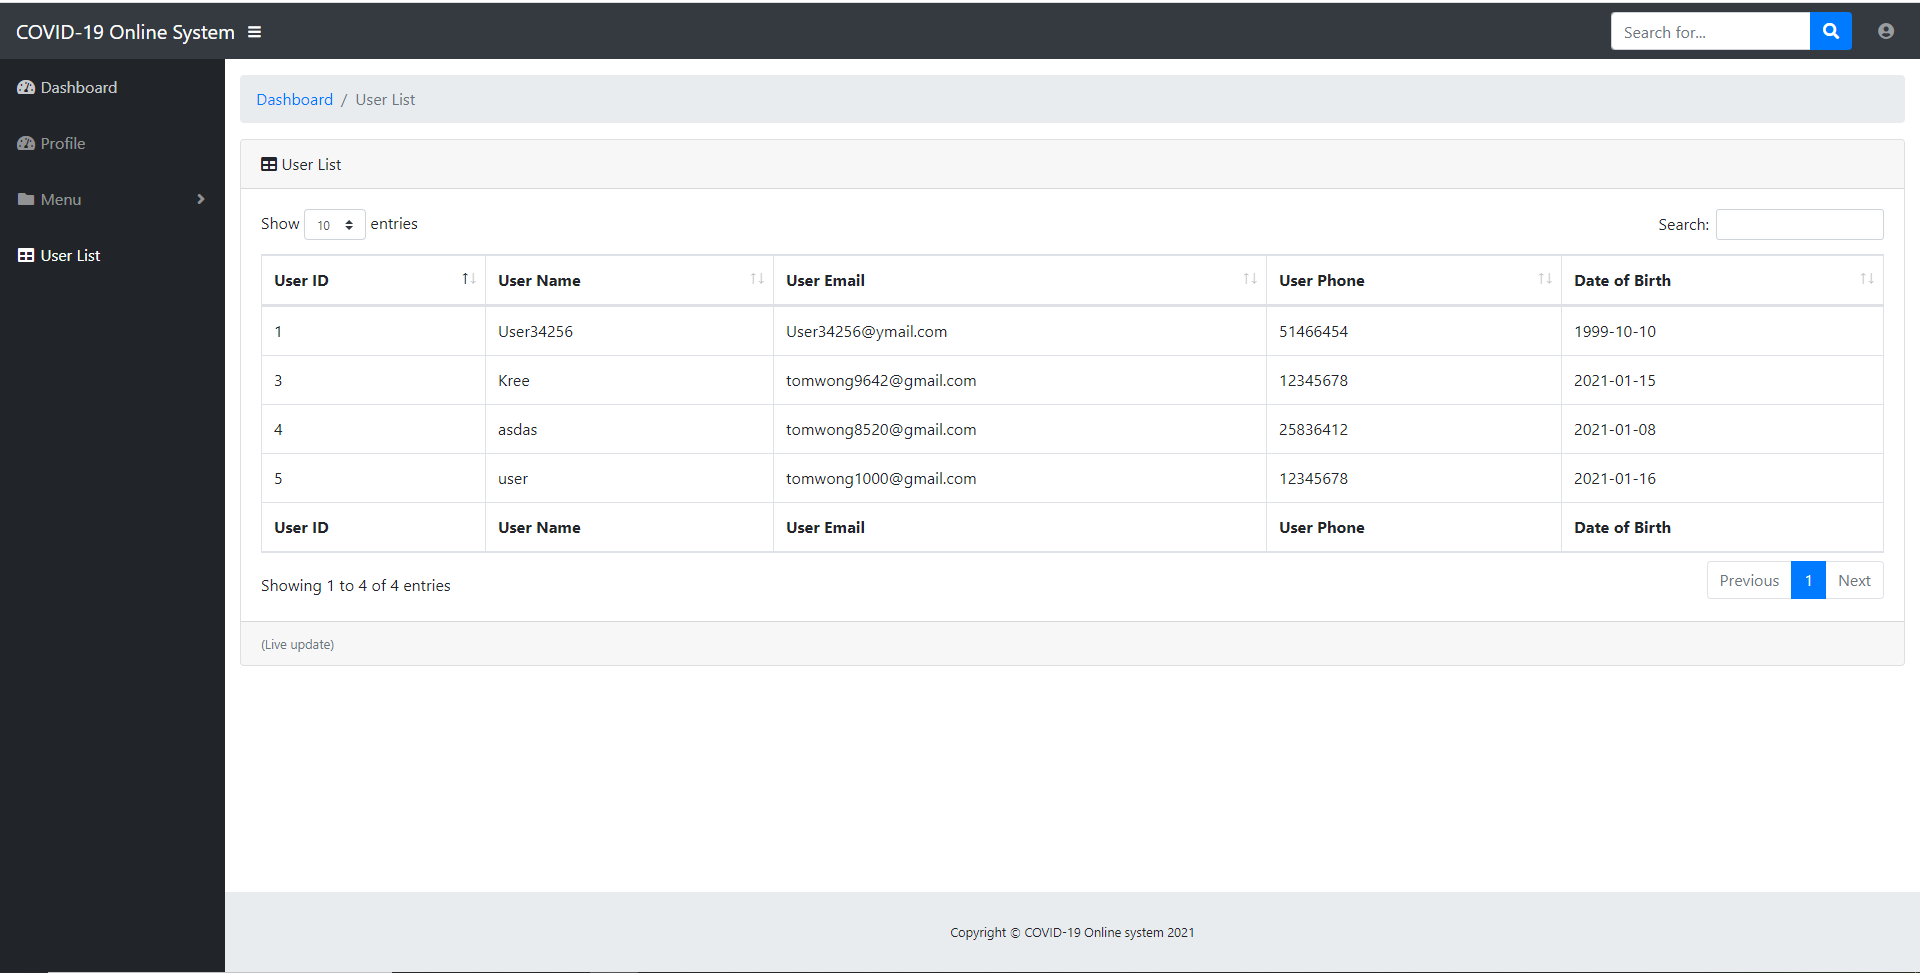 COVID-19 Online System
Search for...
Dashboard
Profile
Menu
User List
Dashboard / User List
User List
Show 10 entries
Search:
User ID User Name User Email User Phone Date of Birth
1 User34256 User34256@ymail.com 51466454 1999-10-10
3 Kree tomwong9642@gmail.com 12345678 2021-01-15
4 asdas tomwong8520@gmail.com 25836412 2021-01-08
5 user tomwong1000@gmail.com 12345678 2021-01-16
User ID User Name User Email User Phone Date of Birth
Showing 1 to 4 of 4 entries
Previous 1 Next
(Live update)
Copyright © COVID-19 Online system 2021